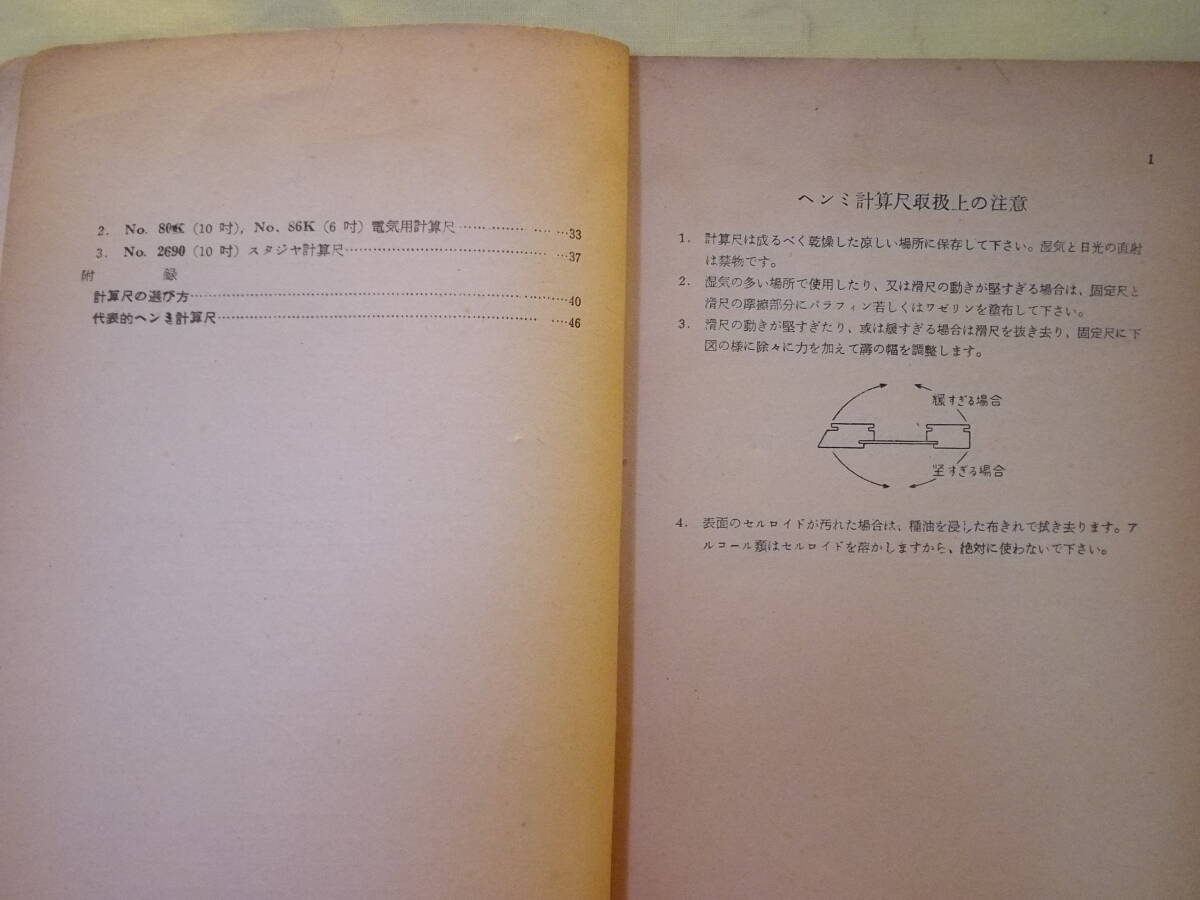 2. No. 80K (10 吋), No. 86K (6 吋) 電気用計算尺……………………33
3. No. 2690 (10 吋) スタジヤ計算尺……………………37
附 録
計算尺の選び方……………………40
代表的ヘンミ計算尺……………………46
1
ヘンミ計算尺取扱上の注意
1. 計算尺は成るべく乾燥した凉しい場所に保存して下さい。湿気と日光の直射
は禁物です。
2. 湿気の多い場所で使用したり、又は滑尺の動きが堅すぎる場合は、固定尺と
滑尺の摩擦部分にパラフィン若しくはワゼリンを塗布して下さい。
3. 滑尺の動きが堅すぎたり、或は緩すぎる場合は滑尺を抜き去り、固定尺に下
図の様に除々に力を加えて溝の幅を調整します。
緩すぎる場合
堅すぎる場合
4. 表面のセルロイドが汚れた場合は、種油を浸した布きれで拭き去ります。ア
ルコール類はセルロイドを溶かしますから、絶対に使わないで下さい。